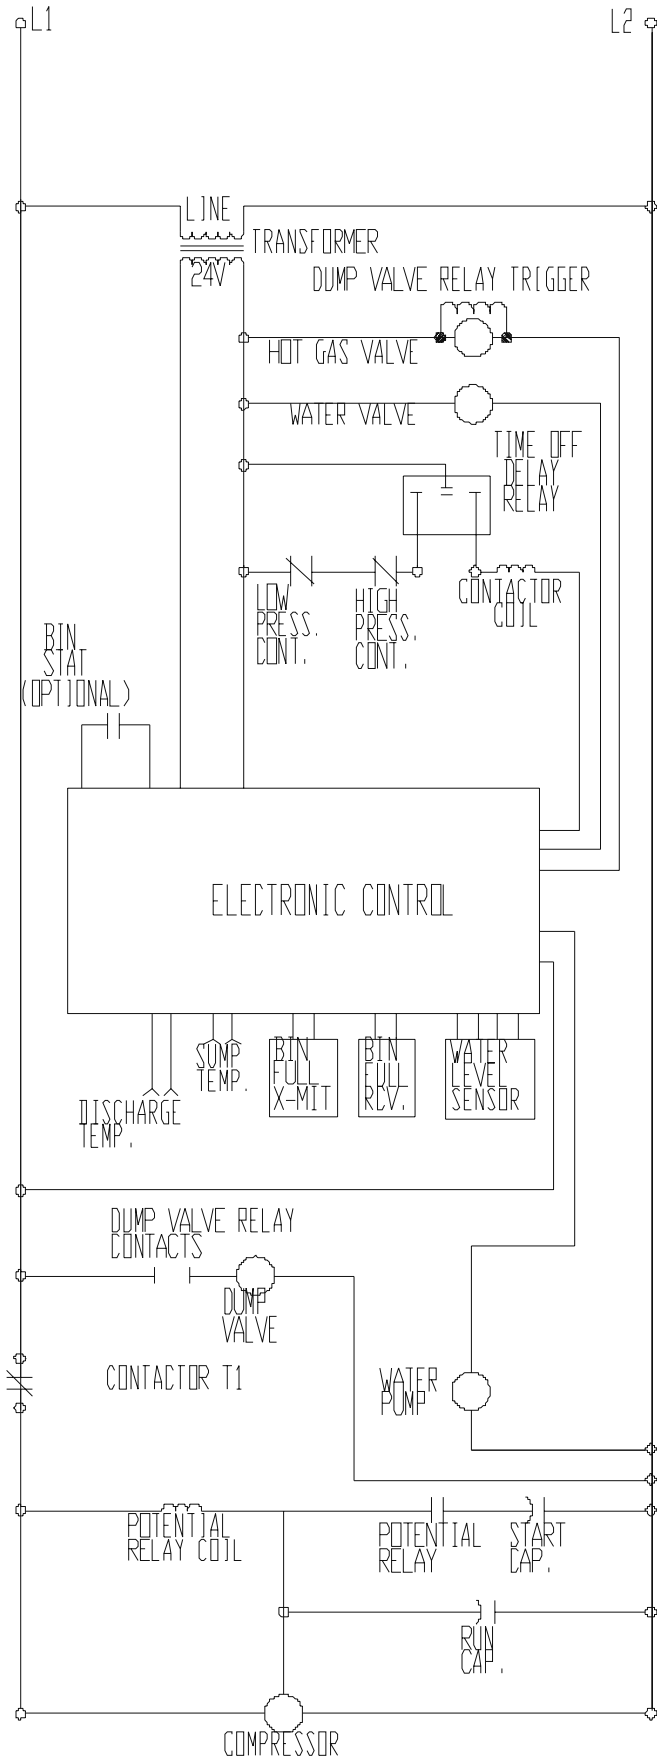 L1
L2
LINE
TRANSFORMER
24V
DUMP VALVE RELAY TRIGGER
HOT GAS VALVE
WATER VALVE
TIME OFF
DELAY
RELAY
LOW
PRESS.
CONT.
HIGH
PRESS.
CONT.
CONTACTOR
COIL
BIN
STAT
(OPTIONAL)
ELECTRONIC CONTROL
DISCHARGE
TEMP.
SUMP
TEMP.
BIN
FULL
X-MIT
BIN
FULL
RCV.
WATER
LEVEL
SENSOR
DUMP VALVE RELAY
CONTACTS
DUMP
VALVE
CONTACTOR T1
WATER
PUMP
POTENTIAL
RELAY COIL
POTENTIAL
RELAY
START
CAP.
RUN
CAP.
COMPRESSOR